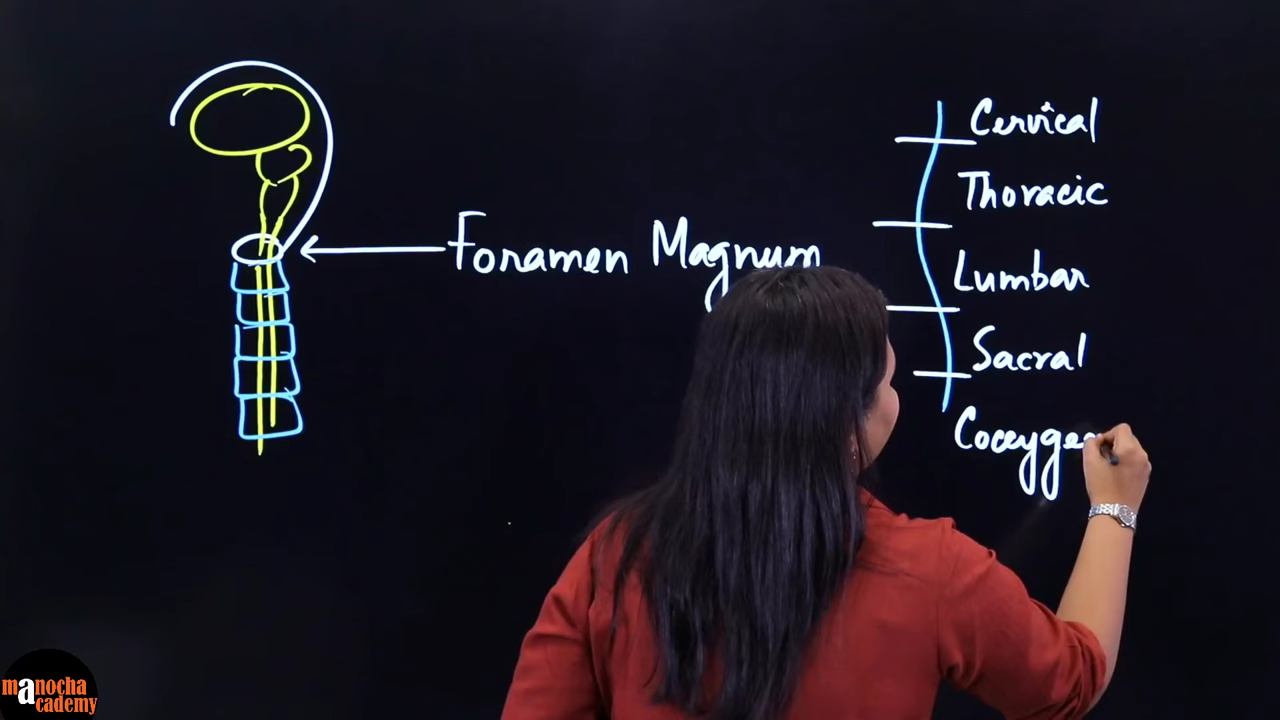 Cervical
Thoracic
Foramen Magnum
Lumbar
Sacral
manocha
academy